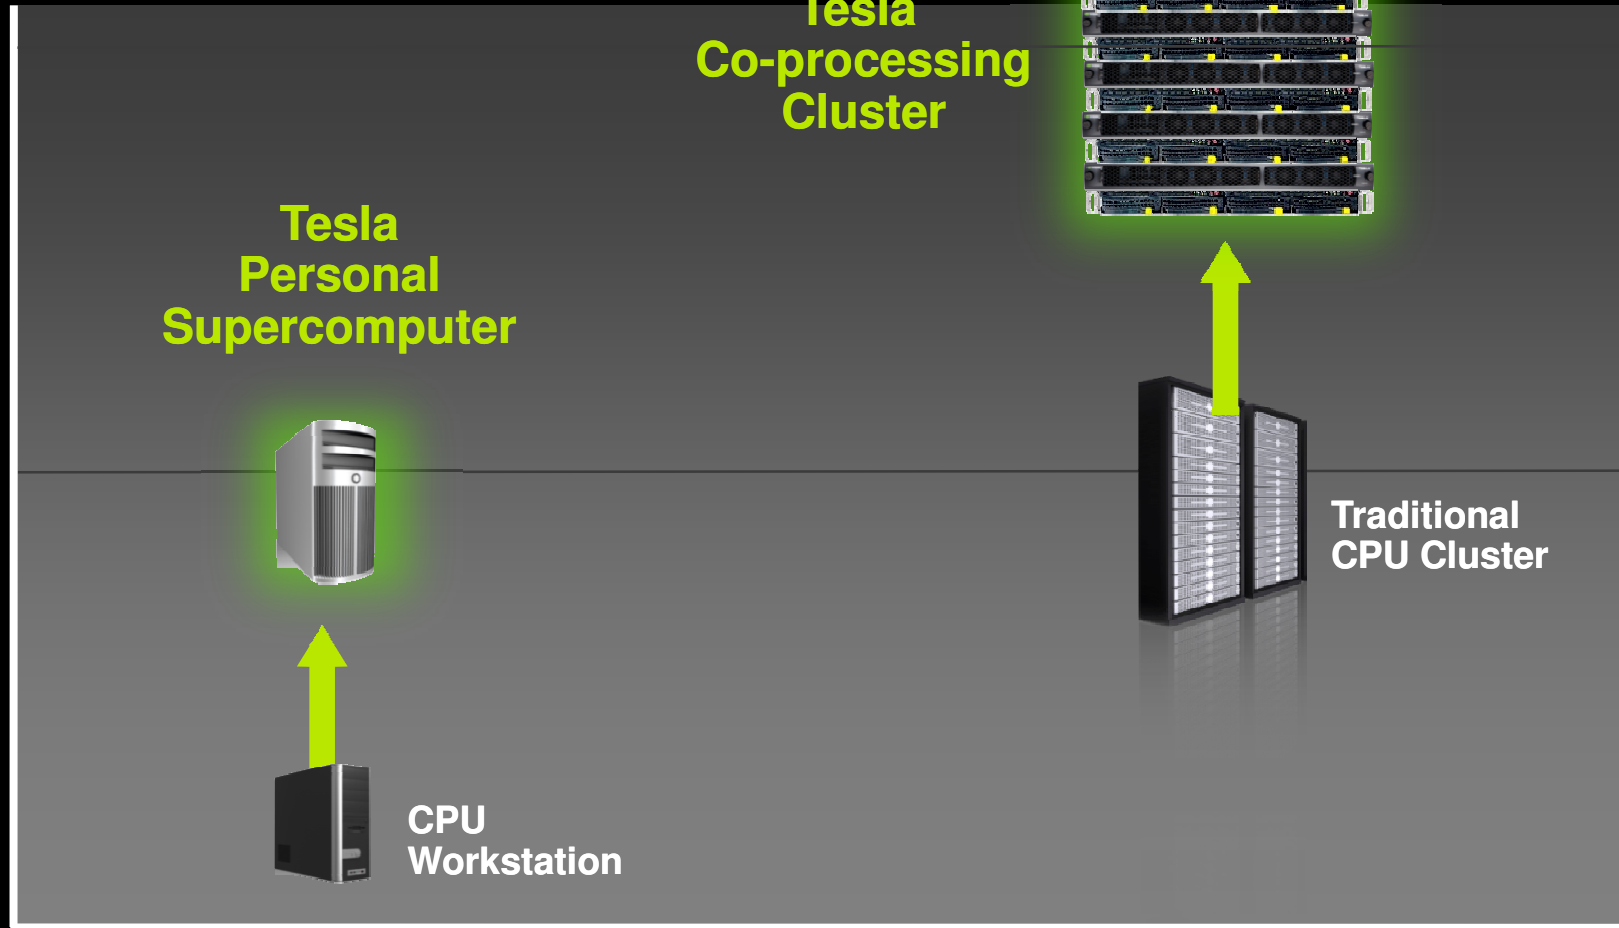 Tesla
Co-processing
Cluster
Tesla
Personal
Supercomputer
Traditional
CPU Cluster
CPU
Workstation